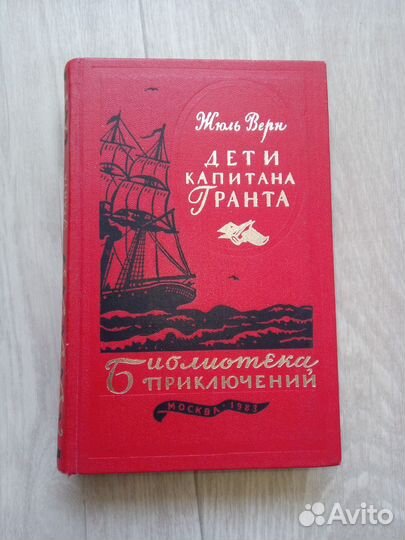 Жюль Верн
ДЕТИ
КАПИТАНА
ГРАНТА
БИБЛИОТЕКА
ПРИКЛЮЧЕНИЙ
МОСКВА · 1983
Avito